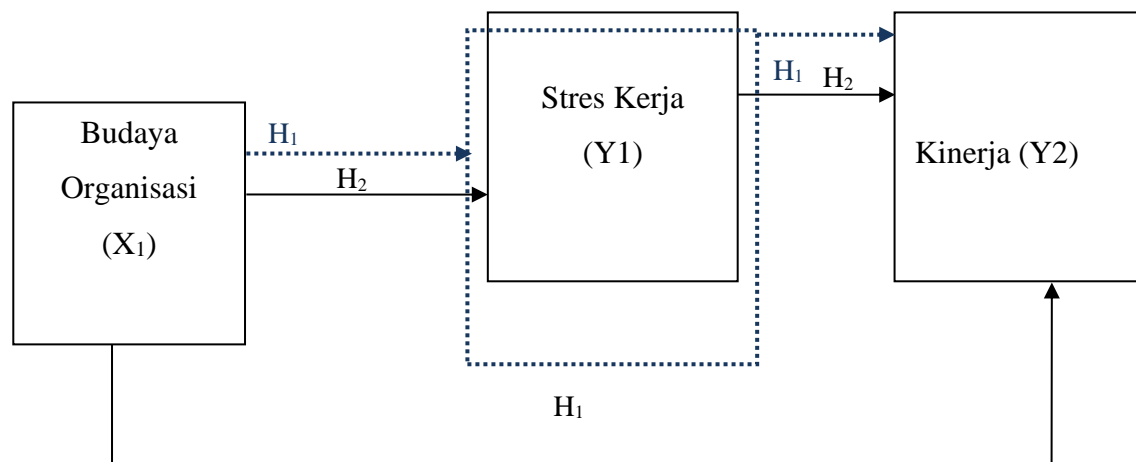 Budaya
Organisasi
(X₁)
H₁
H₂
Stres Kerja
(Y1)
H₁
H₂
Kinerja (Y2)
H₁